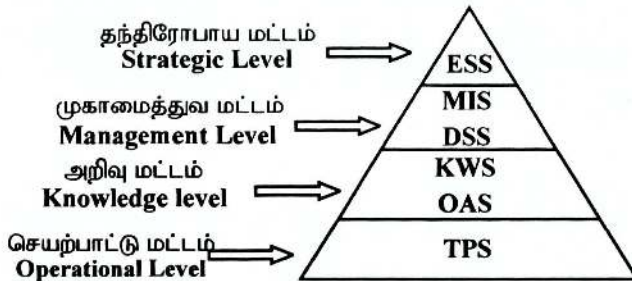 தந்திரோபாய மட்டம்
Strategic Level
ESS
முகாமைத்துவ மட்டம்
Management Level
MIS
DSS
அறிவு மட்டம்
Knowledge level
KWS
OAS
செயற்பாட்டு மட்டம்
Operational Level
TPS